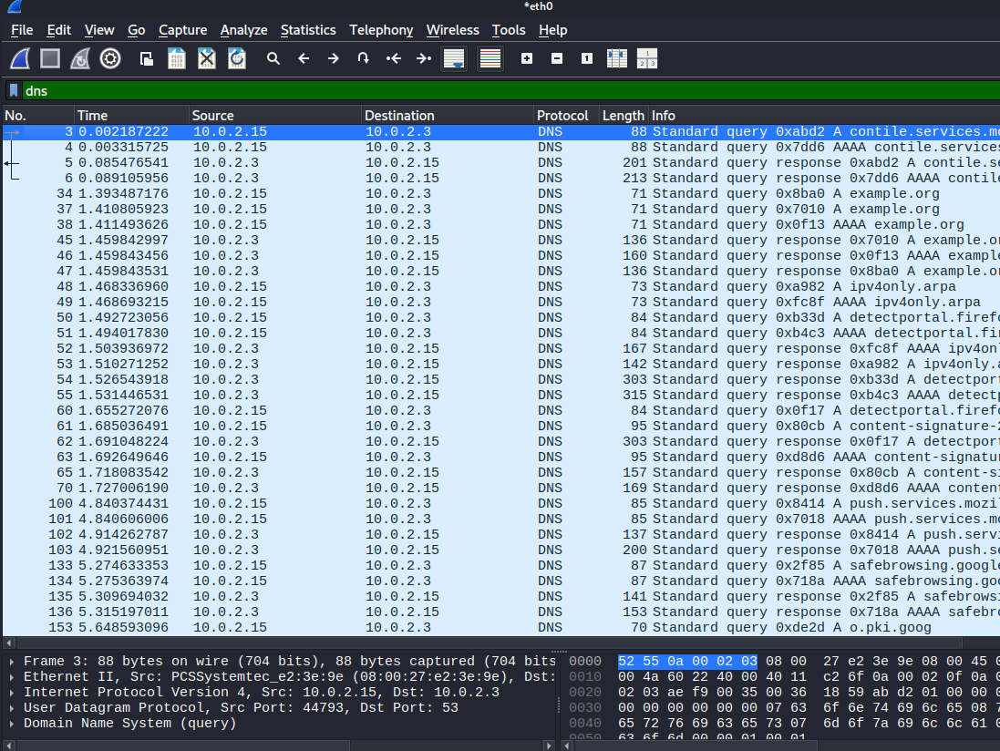 *eth0
File Edit View Go Capture Analyze Statistics Telephony Wireless Tools Help
dns
No. Time Source Destination Protocol Length Info
3 0.002187222 10.0.2.15 10.0.2.3 DNS 88 Standard query 0xabd2 A contile.services.mo
4 0.003315725 10.0.2.15 10.0.2.3 DNS 88 Standard query 0x7dd6 AAAA contile.services
5 0.085476541 10.0.2.3 10.0.2.15 DNS 201 Standard query response 0xabd2 A contile.se
6 0.089105956 10.0.2.3 10.0.2.15 DNS 213 Standard query response 0x7dd6 AAAA contile
34 1.393487176 10.0.2.15 10.0.2.3 DNS 71 Standard query 0x8ba0 A example.org
37 1.410805923 10.0.2.15 10.0.2.3 DNS 71 Standard query 0x7010 A example.org
38 1.411493626 10.0.2.15 10.0.2.3 DNS 71 Standard query 0x0f13 AAAA example.org
45 1.459842997 10.0.2.3 10.0.2.15 DNS 136 Standard query response 0x7010 A example.or
46 1.459843456 10.0.2.3 10.0.2.15 DNS 160 Standard query response 0x0f13 AAAA example
47 1.459843531 10.0.2.3 10.0.2.15 DNS 136 Standard query response 0x8ba0 A example.or
48 1.468336960 10.0.2.15 10.0.2.3 DNS 73 Standard query 0xa982 A ipv4only.arpa
49 1.468693215 10.0.2.15 10.0.2.3 DNS 73 Standard query 0xfc8f AAAA ipv4only.arpa
50 1.492723056 10.0.2.15 10.0.2.3 DNS 84 Standard query 0xb33d A detectportal.firefo
51 1.494017830 10.0.2.15 10.0.2.3 DNS 84 Standard query 0xb4c3 AAAA detectportal.fir
52 1.503936972 10.0.2.3 10.0.2.15 DNS 167 Standard query response 0xfc8f AAAA ipv4onl
53 1.510271252 10.0.2.3 10.0.2.15 DNS 142 Standard query response 0xa982 A ipv4only.a
54 1.526543918 10.0.2.3 10.0.2.15 DNS 303 Standard query response 0xb33d A detectport
55 1.531446531 10.0.2.3 10.0.2.15 DNS 315 Standard query response 0xb4c3 AAAA detectp
60 1.655272076 10.0.2.15 10.0.2.3 DNS 84 Standard query 0x0f17 A detectportal.firefo
61 1.685036491 10.0.2.15 10.0.2.3 DNS 95 Standard query 0x80cb A content-signature-2
62 1.691048224 10.0.2.3 10.0.2.15 DNS 303 Standard query response 0x0f17 A detectport
63 1.692649646 10.0.2.15 10.0.2.3 DNS 95 Standard query 0xd8d6 AAAA content-signatur
65 1.718083542 10.0.2.3 10.0.2.15 DNS 157 Standard query response 0x80cb A content-si
70 1.727006190 10.0.2.3 10.0.2.15 DNS 169 Standard query response 0xd8d6 AAAA content
100 4.840374431 10.0.2.15 10.0.2.3 DNS 85 Standard query 0x8414 A push.services.mozil
101 4.840606006 10.0.2.15 10.0.2.3 DNS 85 Standard query 0x7018 AAAA push.services.mo
102 4.914262787 10.0.2.3 10.0.2.15 DNS 137 Standard query response 0x8414 A push.servi
103 4.921560951 10.0.2.3 10.0.2.15 DNS 200 Standard query response 0x7018 AAAA push.se
133 5.274633353 10.0.2.15 10.0.2.3 DNS 87 Standard query 0x2f85 A safebrowsing.google
134 5.275363974 10.0.2.15 10.0.2.3 DNS 87 Standard query 0x718a AAAA safebrowsing.goo
135 5.309694032 10.0.2.3 10.0.2.15 DNS 141 Standard query response 0x2f85 A safebrowsi
136 5.315197011 10.0.2.3 10.0.2.15 DNS 153 Standard query response 0x718a AAAA safebro
153 5.648593096 10.0.2.15 10.0.2.3 DNS 70 Standard query 0xde2d A o.pki.goog
Frame 3: 88 bytes on wire (704 bits), 88 bytes captured (704 bits
Ethernet II, Src: PCSSystemtec_e2:3e:9e (08:00:27:e2:3e:9e), Dst:
Internet Protocol Version 4, Src: 10.0.2.15, Dst: 10.0.2.3
User Datagram Protocol, Src Port: 44793, Dst Port: 53
Domain Name System (query)
0000 52 55 0a 00 02 03 08 00 27 e2 3e 9e 08 00 45 0
0010 00 4a 60 22 40 00 40 11 c2 6f 0a 00 02 0f 0a 0
0020 02 03 ae f9 00 35 00 36 18 59 ab d2 01 00 00 0
0030 00 00 00 00 00 00 07 63 6f 6e 74 69 6c 65 08 7
0040 65 72 76 69 63 65 73 07 6d 6f 7a 69 6c 6c 61 0
0050 63 6f 6d 00 00 01 00 01